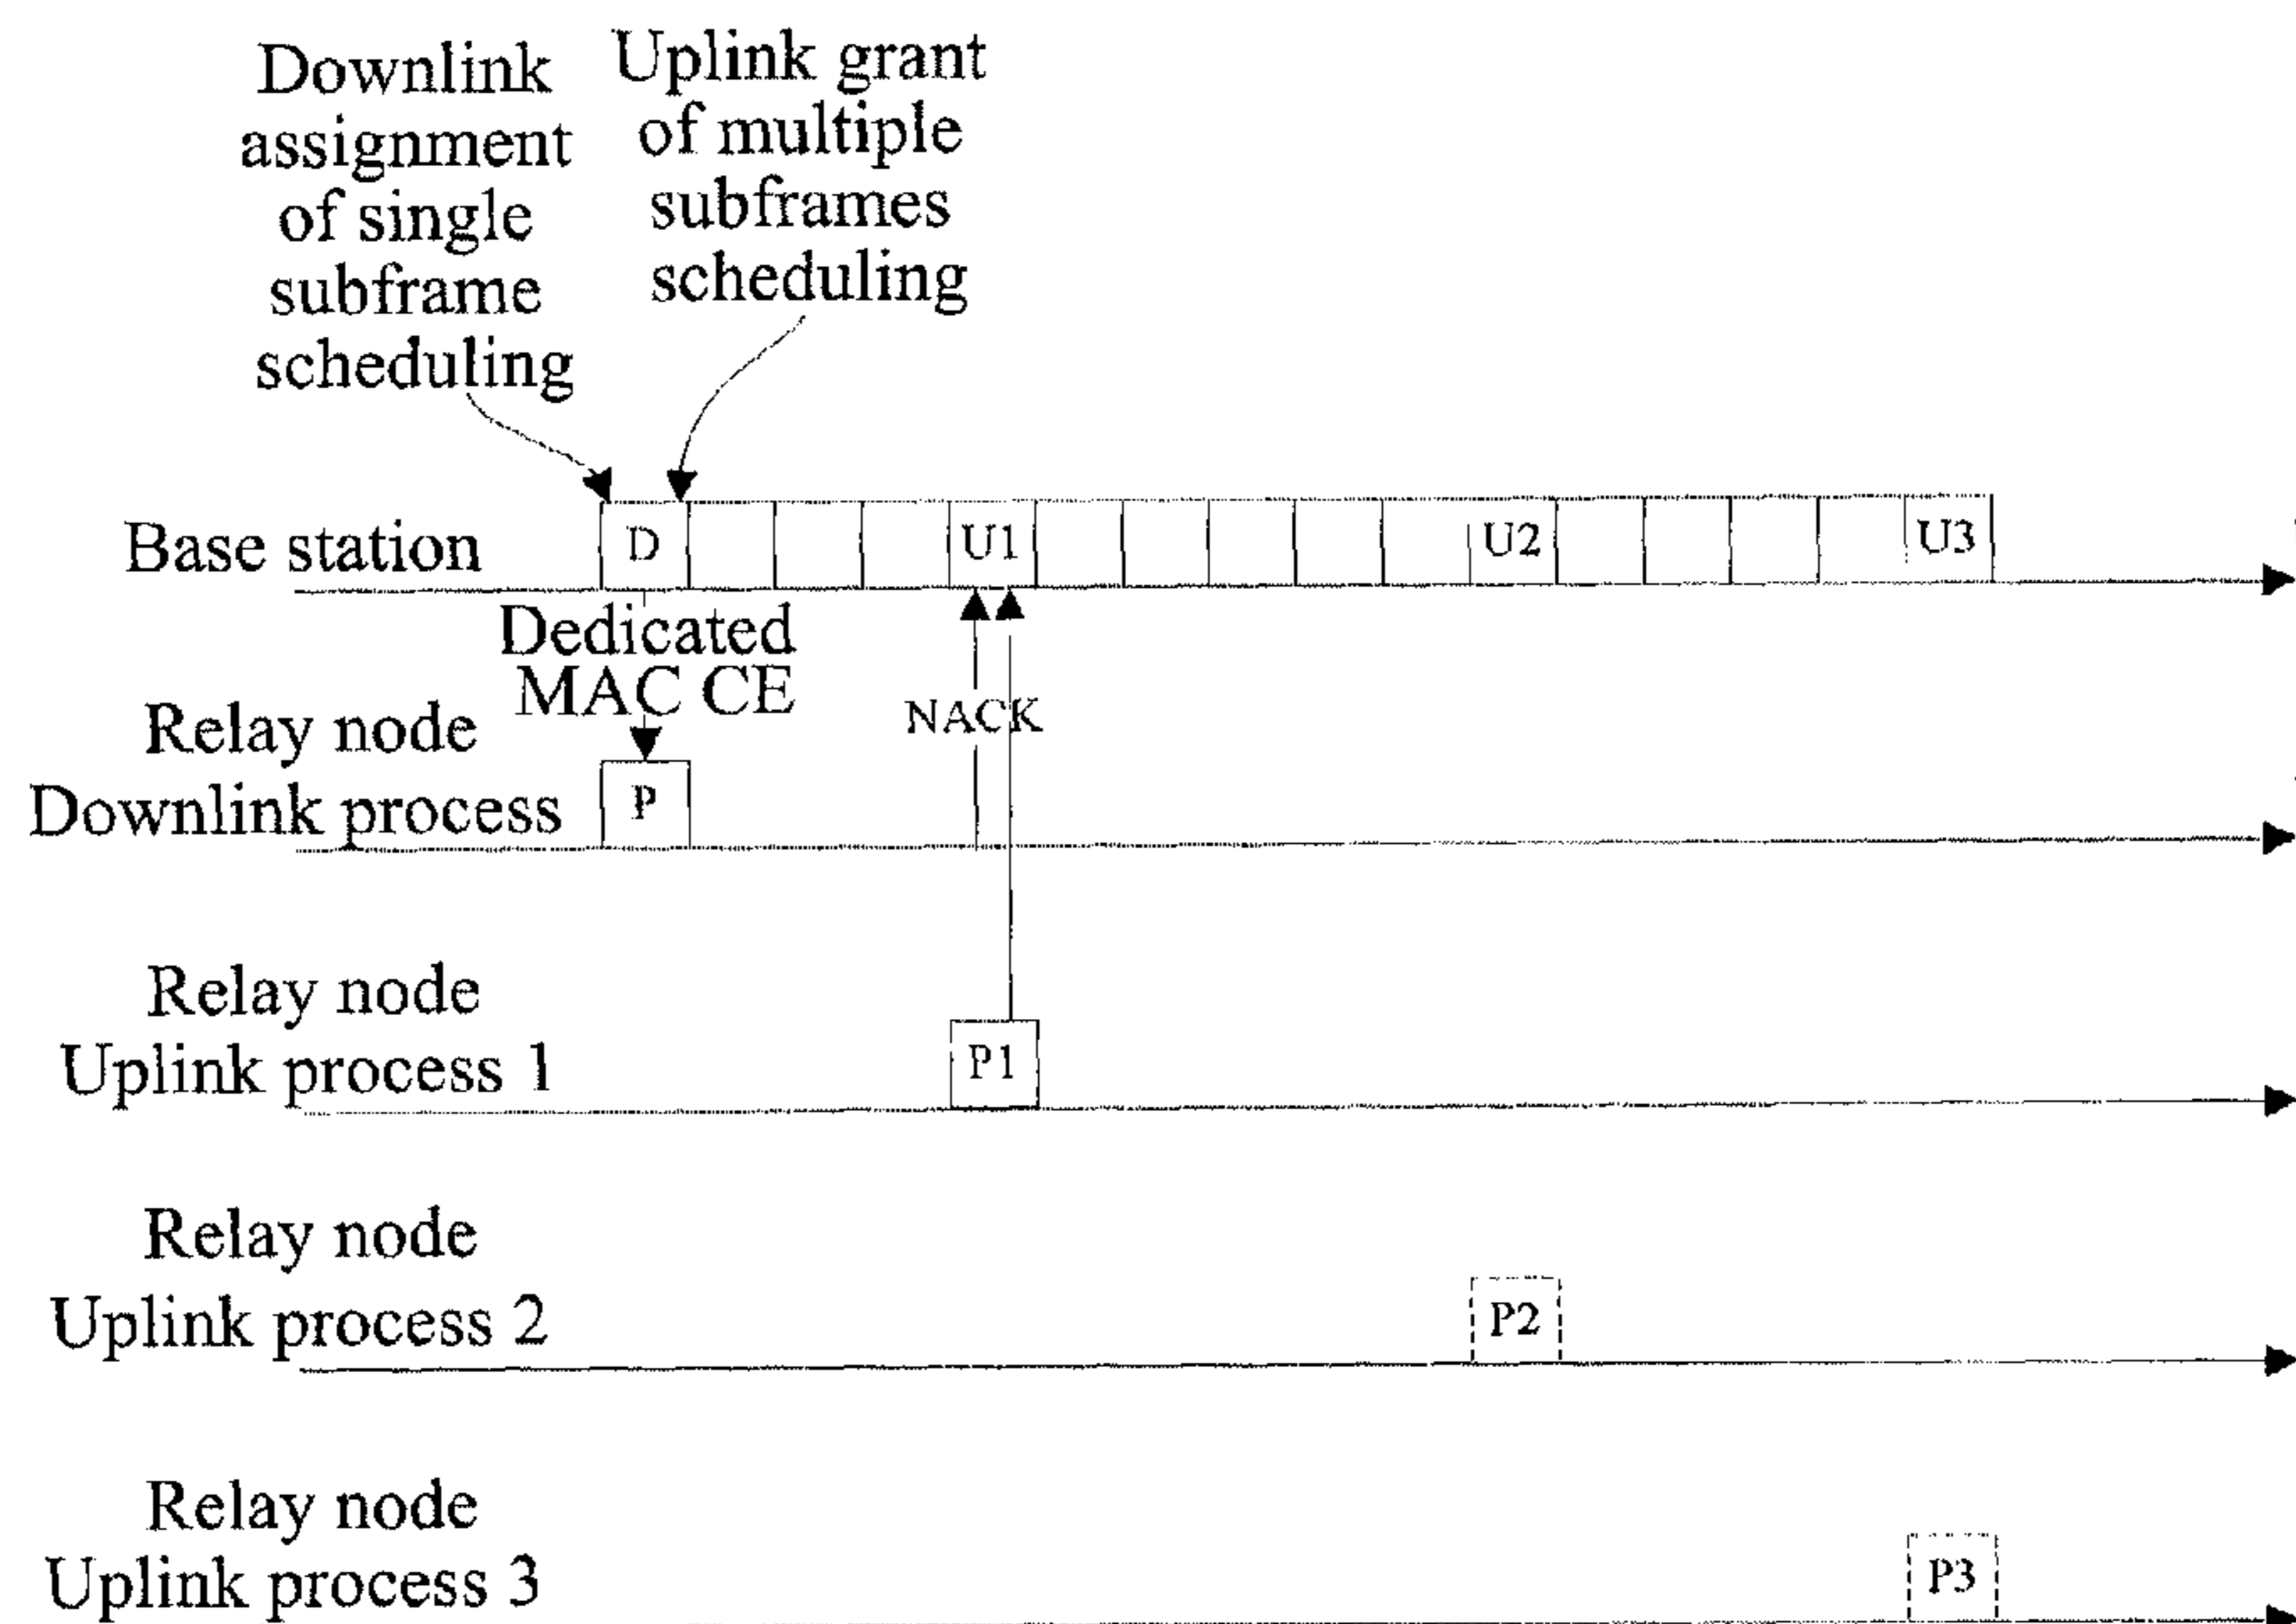 Downlink
assignment
of single
subframe
scheduling
Uplink grant
of multiple
subframes
scheduling
Base station
D
U1
U2
U3
Dedicated
MAC CE
NACK
Relay node
Downlink process
P
Relay node
Uplink process 1
P1
Relay node
Uplink process 2
P2
Relay node
Uplink process 3
P3